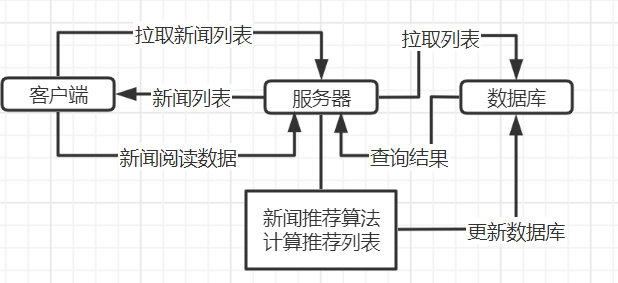 拉取新闻列表
拉取列表
客户端
新闻列表
服务器
数据库
新闻阅读数据
查询结果
新闻推荐算法
计算推荐列表
更新数据库